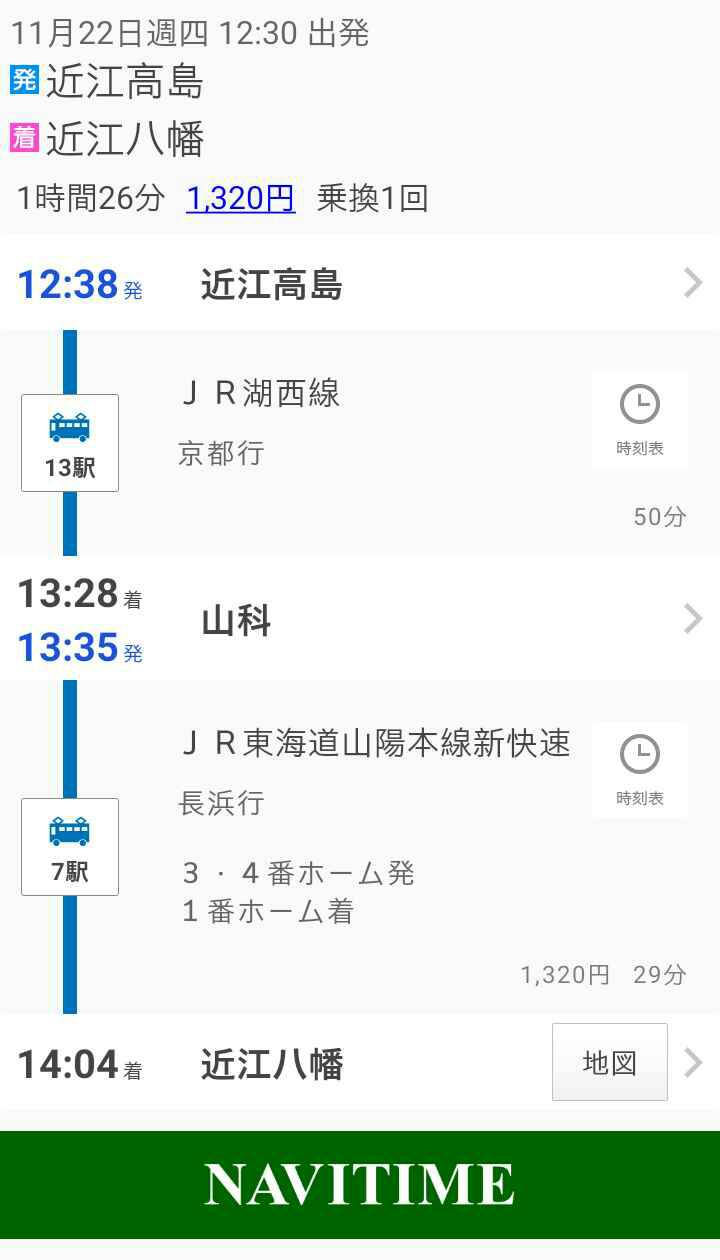 11月22日週四 12:30 出発
発 近江高島
着 近江八幡
1時間26分 1,320円 乗換1回
12:38 発 近江高島
ＪＲ湖西線
時刻表
京都行
13駅
50分
13:28 着
山科
13:35 発
ＪＲ東海道山陽本線新快速
時刻表
長浜行
7駅
３・４番ホーム発
１番ホーム着
1,320円 29分
14:04 着 近江八幡 地図
NAVITIME